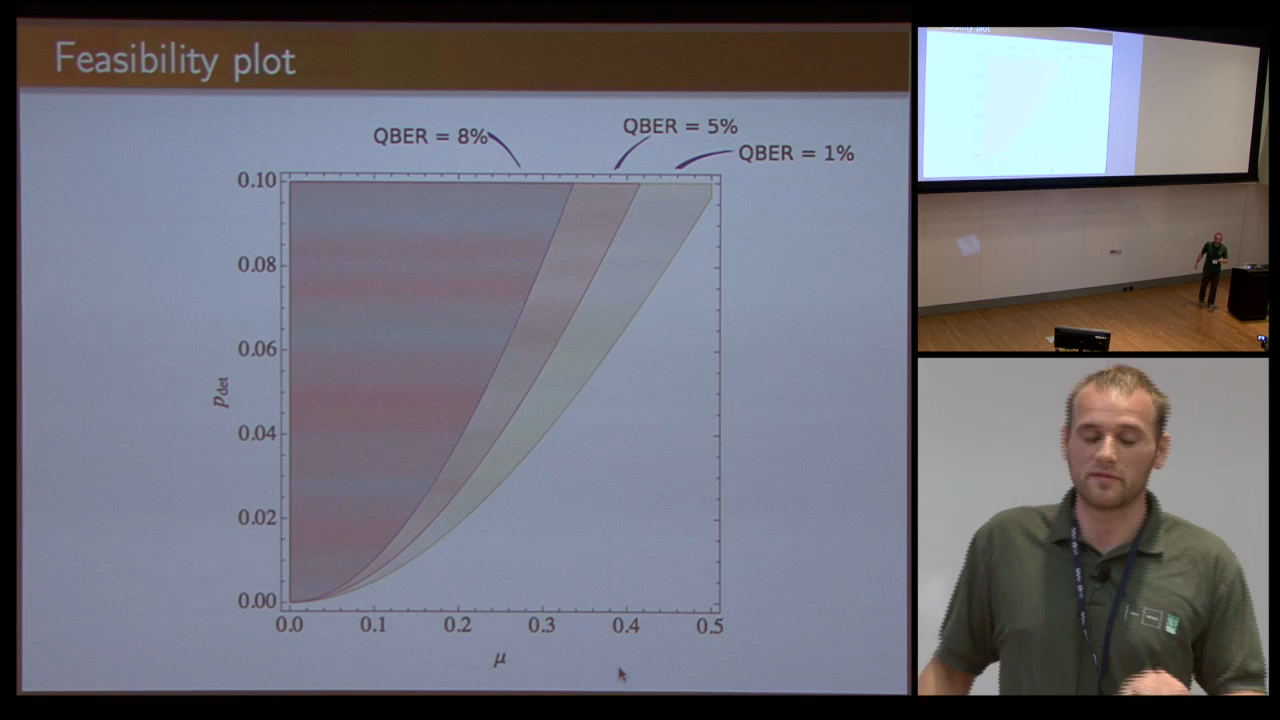 Feasibility plot
QBER = 8%
QBER = 5%
QBER = 1%
0.10
0.08
0.06
0.04
0.02
0.00
p_det
0.0 0.1 0.2 0.3 0.4 0.5
μ